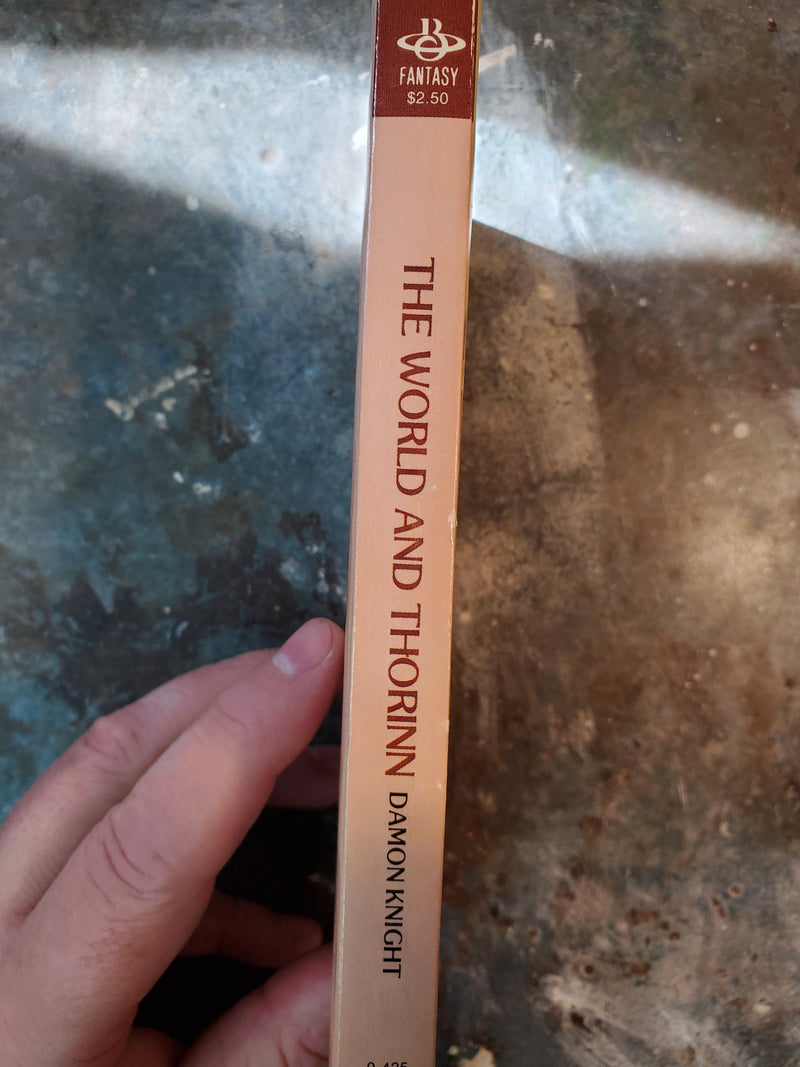 B
FANTASY
$2.50
THE WORLD AND THORINN
DAMON KNIGHT